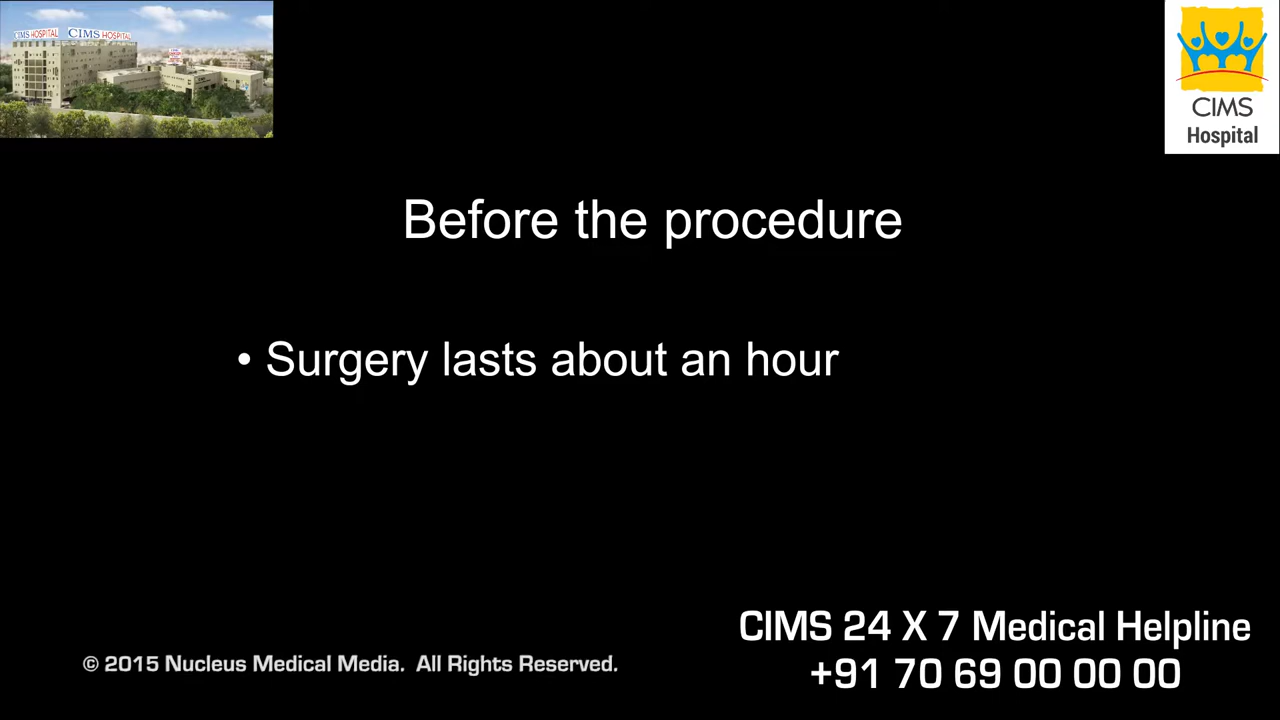 CIMS HOSPITAL CIMS HOSPITAL
CIMS
Hospital
Before the procedure
• Surgery lasts about an hour
CIMS 24 X 7 Medical Helpline
© 2015 Nucleus Medical Media. All Rights Reserved.
+91 70 69 00 00 00